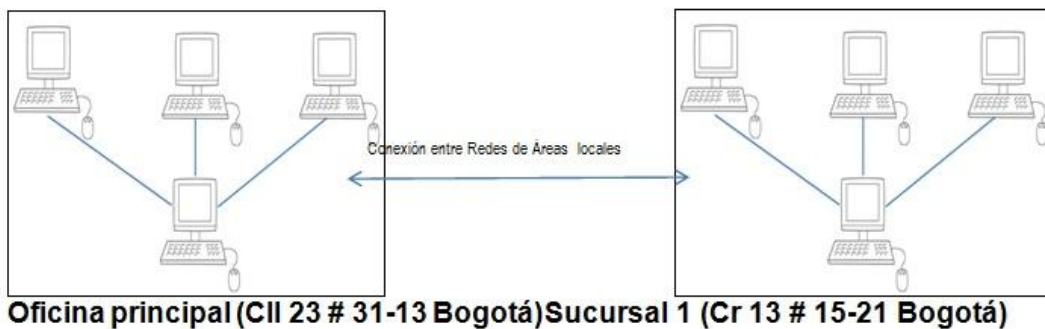 Conexión entre Redes de Áreas locales
Oficina principal (Cll 23 # 31-13 Bogotá)Sucursal 1 (Cr 13 # 15-21 Bogotá)